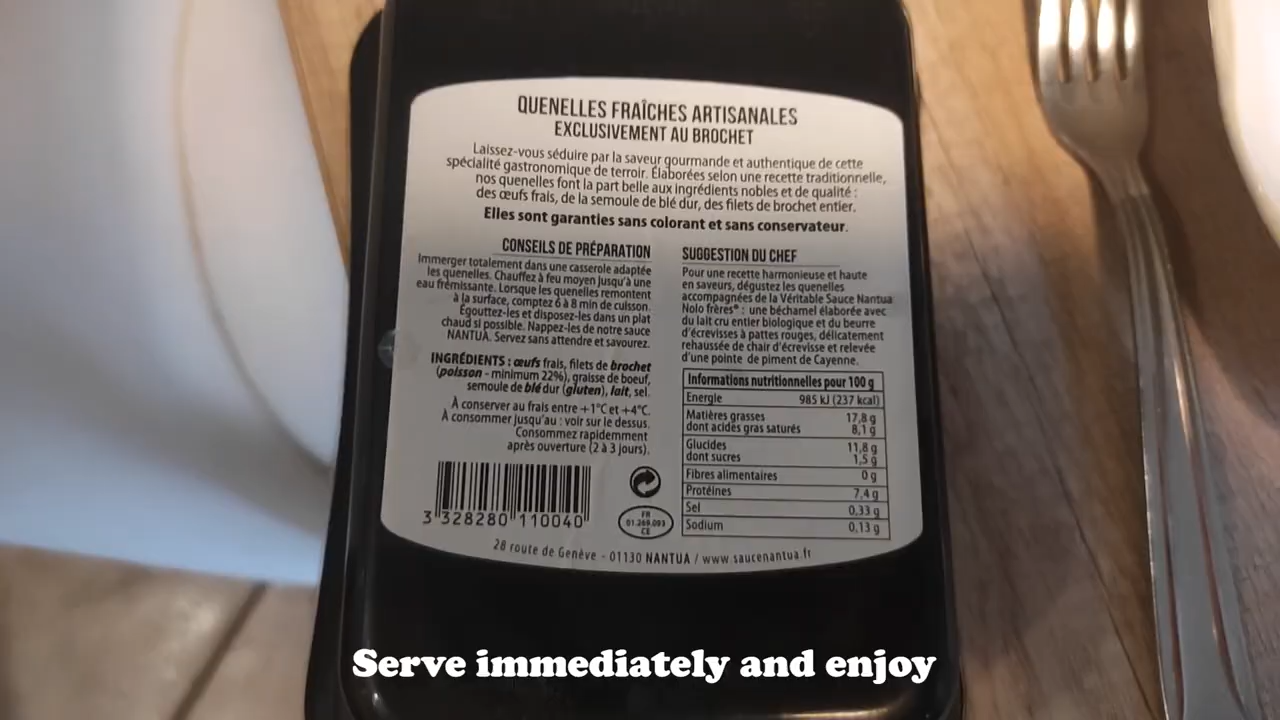 QUENELLES FRAÎCHES ARTISANALES
EXCLUSIVEMENT AU BROCHET
Laissez-vous séduire par la saveur gourmande et authentique de cette
spécialité gastronomique de terroir. Élaborées selon une recette traditionnelle,
nos quenelles font la part belle aux ingrédients nobles et de qualité :
des œufs frais, de la semoule de blé dur, des filets de brochet entier.
Elles sont garanties sans colorant et sans conservateur.
CONSEILS DE PRÉPARATION
Immerger totalement dans une casserole adaptée
les quenelles. Chauffez à feu moyen jusqu'à une
eau frémissante. Lorsque les quenelles remontent
à la surface, comptez 6 à 8 min de cuisson.
Égouttez-les et disposez-les dans un plat
chaud si possible. Nappez-les de notre sauce
NANTUA. Servez sans attendre et savourez.
INGRÉDIENTS : œufs frais, filets de brochet
(poisson - minimum 22%), graisse de boeuf,
semoule de blé dur (gluten), lait, sel.
À conserver au frais entre +1°C et +4°C.
À consommer jusqu'au : voir sur le dessus.
Consommez rapidement
après ouverture (2 à 3 jours).
SUGGESTION DU CHEF
Pour une recette harmonieuse et haute
en saveurs, dégustez les quenelles
accompagnées de la Véritable Sauce Nantua
Nolo frères® : une béchamel élaborée avec
du lait cru entier biologique et du beurre
d'écrevisses à pattes rouges, délicatement
rehaussée de chair d'écrevisse et relevée
d'une pointe de piment de Cayenne.
Informations nutritionnelles pour 100 g
Energie 985 kJ (237 kcal)
Matières grasses 17,8 g
dont acides gras saturés 8,1 g
Glucides 11,8 g
dont sucres 1,5 g
Fibres alimentaires 0 g
Protéines 7,4 g
Sel 0,33 g
Sodium 0,13 g
3 328280 110040
FR
01.269.093
CE
28 route de Genève - 01130 NANTUA / www.saucenantua.fr
Serve immediately and enjoy